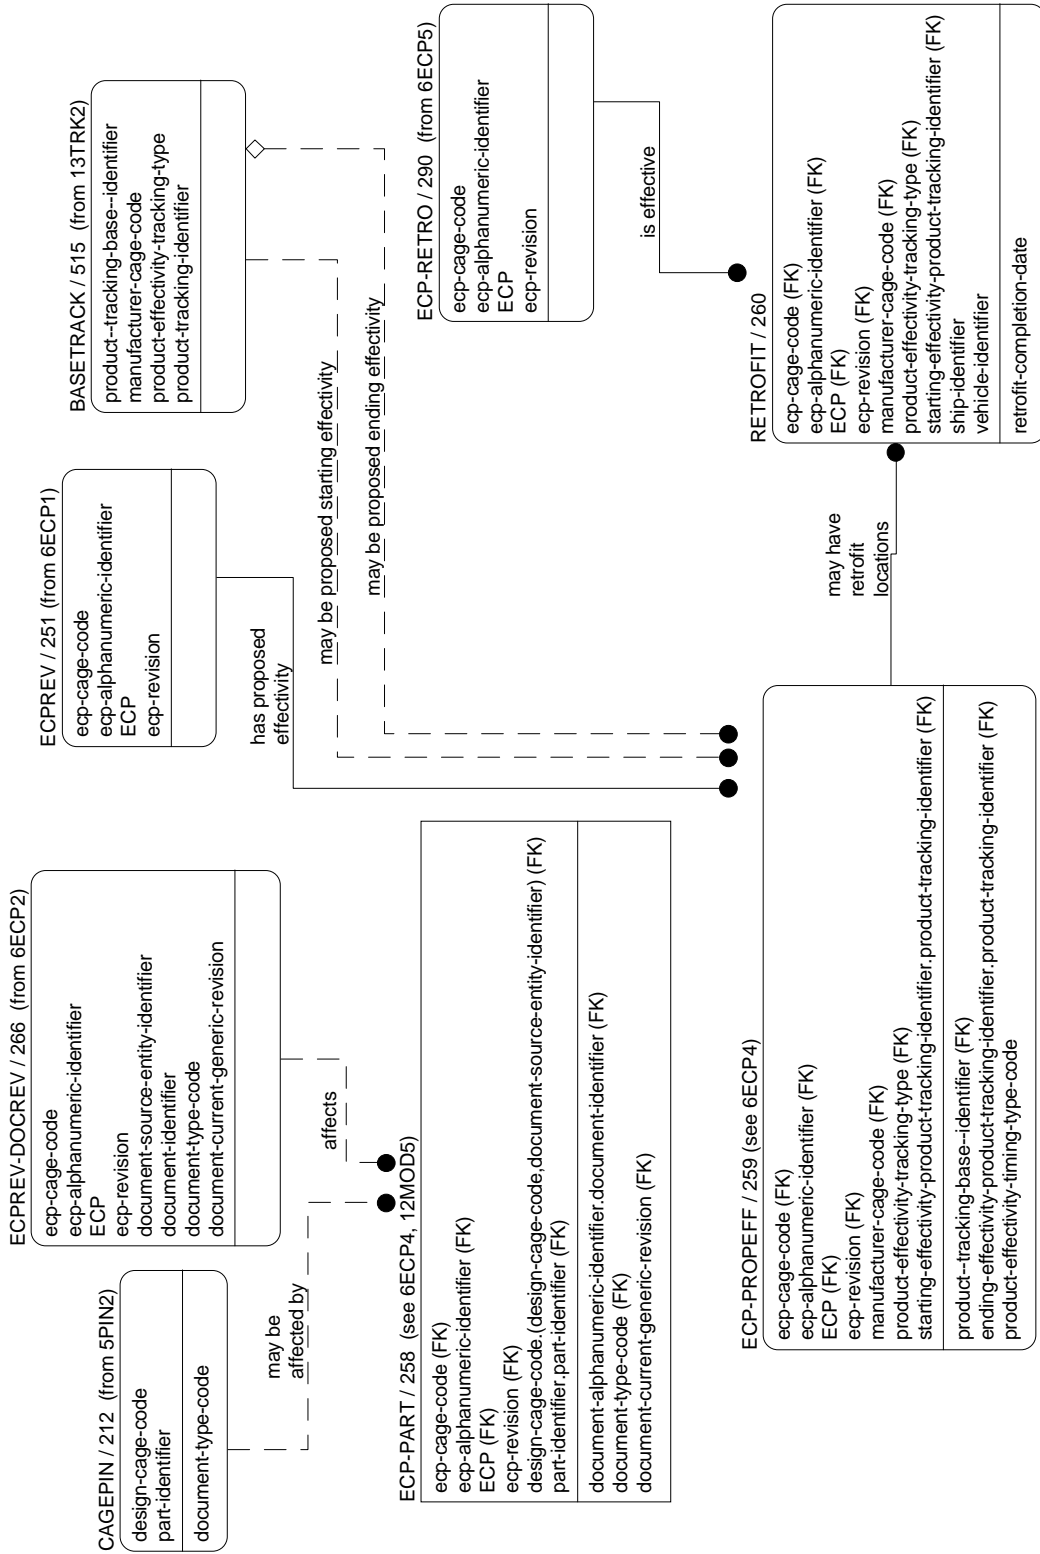 CAGEPIN / 212  (from 5PIN2)
design-cage-code
part-identifier
document-type-code
ECPREV-DOCREV / 266  (from 6ECP2)
ecp-cage-code
ecp-alphanumeric-identifier
ECP
ecp-revision
document-source-entity-identifier
document-identifier
document-type-code
document-current-generic-revision
ECPREV / 251  (from 6ECP1)
ecp-cage-code
ecp-alphanumeric-identifier
ECP
ecp-revision
BASETRACK / 515  (from 13TRK2)
product--tracking-base--identifier
manufacturer-cage-code
product-effectivity-tracking-type
product-tracking-identifier
may be
affected by
affects
has proposed
effectivity
may be proposed starting effectivity
may be proposed ending effectivity
ECP-PART / 258  (see 6ECP4, 12MOD5)
ecp-cage-code (FK)
ecp-alphanumeric-identifier (FK)
ECP (FK)
ecp-revision (FK)
design-cage-code.(design-cage-code,document-source-entity-identifier) (FK)
part-identifier.part-identifier (FK)
document-alphanumeric-identifier.document-identifier (FK)
document-type-code (FK)
document-current-generic-revision (FK)
ECP-RETRO / 290  (from 6ECP5)
ecp-cage-code
ecp-alphanumeric-identifier
ECP
ecp-revision
is effective
ECP-PROPEFF / 259 (see 6ECP4)
ecp-cage-code (FK)
ecp-alphanumeric-identifier (FK)
ECP (FK)
ecp-revision (FK)
manufacturer-cage-code (FK)
product-effectivity-tracking-type (FK)
starting-effectivity-product-tracking-identifier.product-tracking-identifier (FK)
product--tracking-base--identifier (FK)
ending-effectivity-product-tracking-identifier.product-tracking-identifier (FK)
product-effectivity-timing-type-code
may have
retrofit
locations
RETROFIT / 260
ecp-cage-code (FK)
ecp-alphanumeric-identifier (FK)
ECP (FK)
ecp-revision (FK)
manufacturer-cage-code (FK)
product-effectivity-tracking-type (FK)
starting-effectivity-product-tracking-identifier (FK)
ship-identifier
vehicle-identifier
retrofit-completion-date